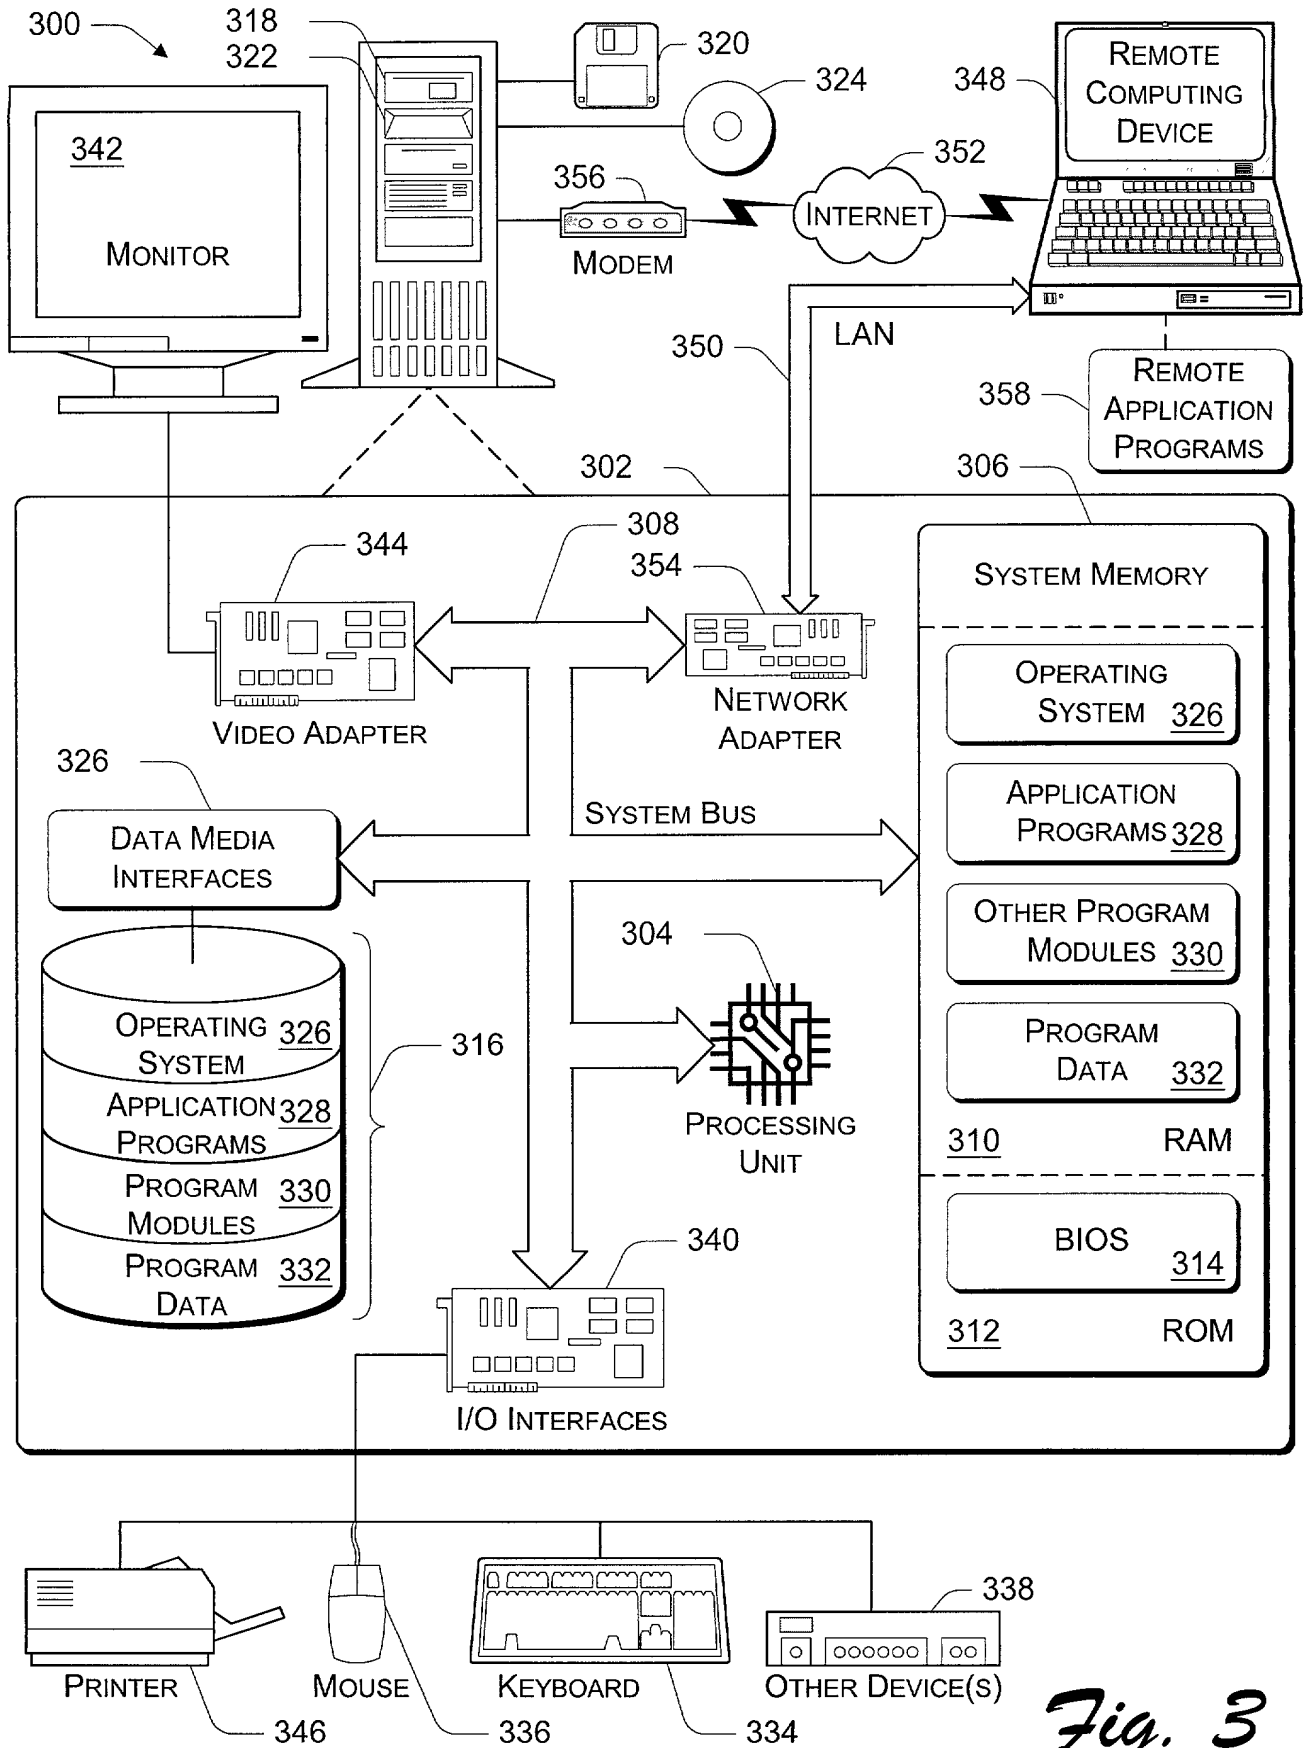 300
318
322
320
324
348
REMOTE
COMPUTING
DEVICE
342
MONITOR
356
MODEM
352
INTERNET
350
LAN
358
REMOTE
APPLICATION
PROGRAMS
302
306
344
308
354
VIDEO ADAPTER
NETWORK
ADAPTER
SYSTEM MEMORY
OPERATING
SYSTEM 326
APPLICATION
PROGRAMS 328
OTHER PROGRAM
MODULES 330
PROGRAM
DATA 332
310 RAM
BIOS
314
312 ROM
326
DATA MEDIA
INTERFACES
SYSTEM BUS
304
PROCESSING
UNIT
316
OPERATING
SYSTEM 326
APPLICATION
PROGRAMS 328
PROGRAM
MODULES 330
PROGRAM
DATA 332
340
I/O INTERFACES
PRINTER
346
MOUSE
336
KEYBOARD
334
338
OTHER DEVICE(S)
Fig. 3